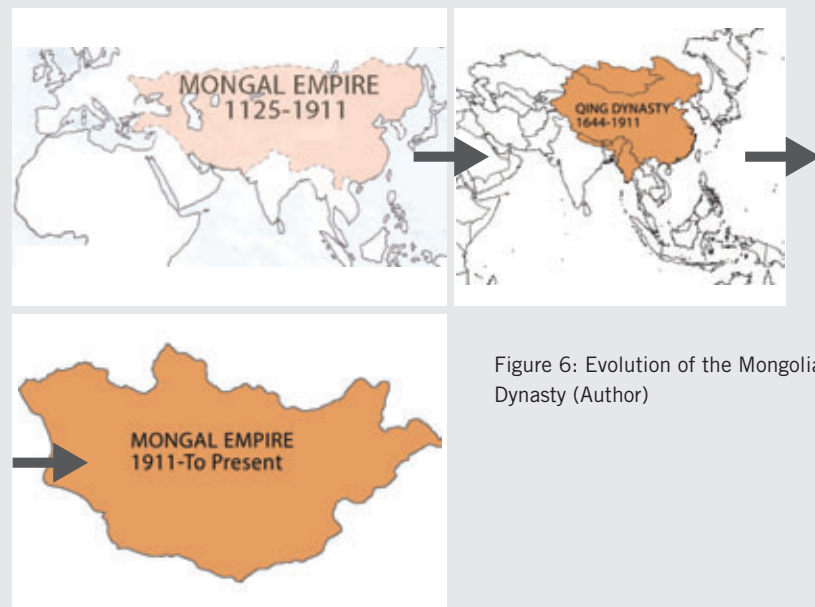 MONGAL EMPIRE
1125-1911
QING DYNASTY
1644-1911
MONGAL EMPIRE
1911-To Present
Figure 6: Evolution of the Mongolia
Dynasty (Author)